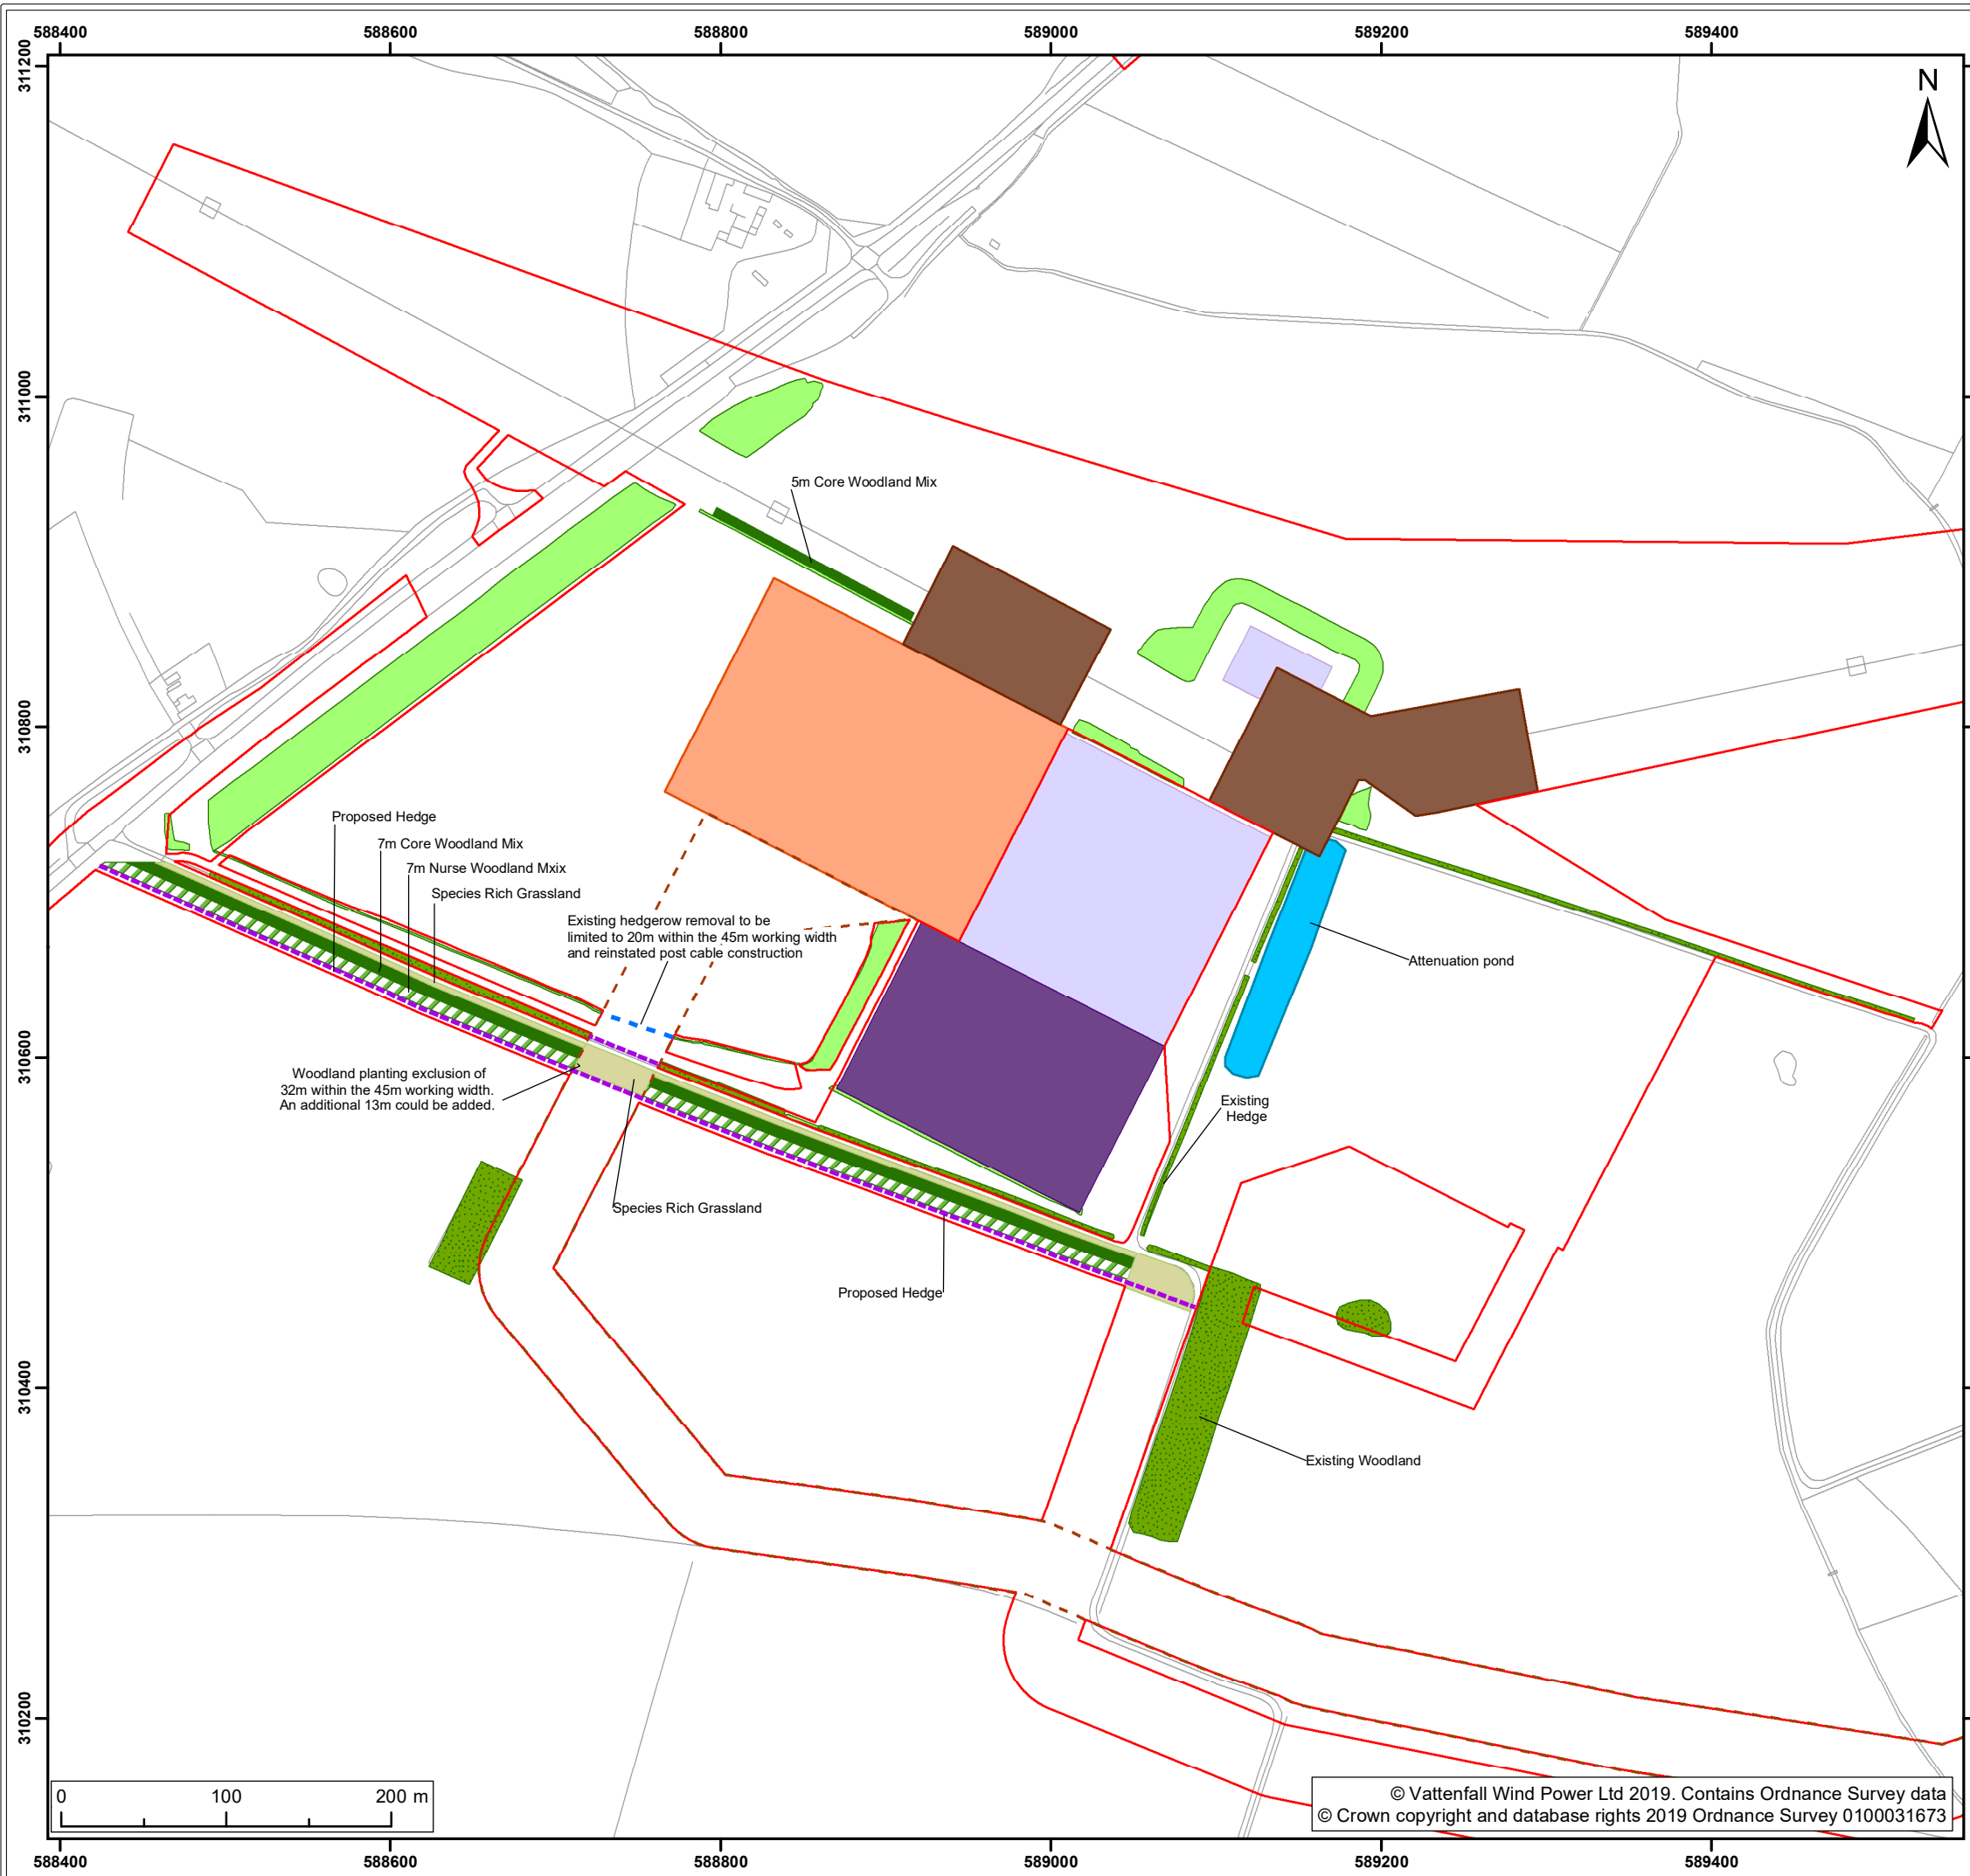 588400 588600 588800 589000 589200 589400
311200
N
311000
5m Core Woodland Mix
310800
Proposed Hedge
7m Core Woodland Mix
7m Nurse Woodland Mxix
Species Rich Grassland
Existing hedgerow removal to be
limited to 20m within the 45m working width
and reinstated post cable construction
Attenuation pond
310600
Woodland planting exclusion of
32m within the 45m working width.
An additional 13m could be added.
Existing
Hedge
Species Rich Grassland
Proposed Hedge
310400
Existing Woodland
310200
0 100 200 m
© Vattenfall Wind Power Ltd 2019. Contains Ordnance Survey data
© Crown copyright and database rights 2019 Ordnance Survey 0100031673
588400 588600 588800 589000 589200 589400